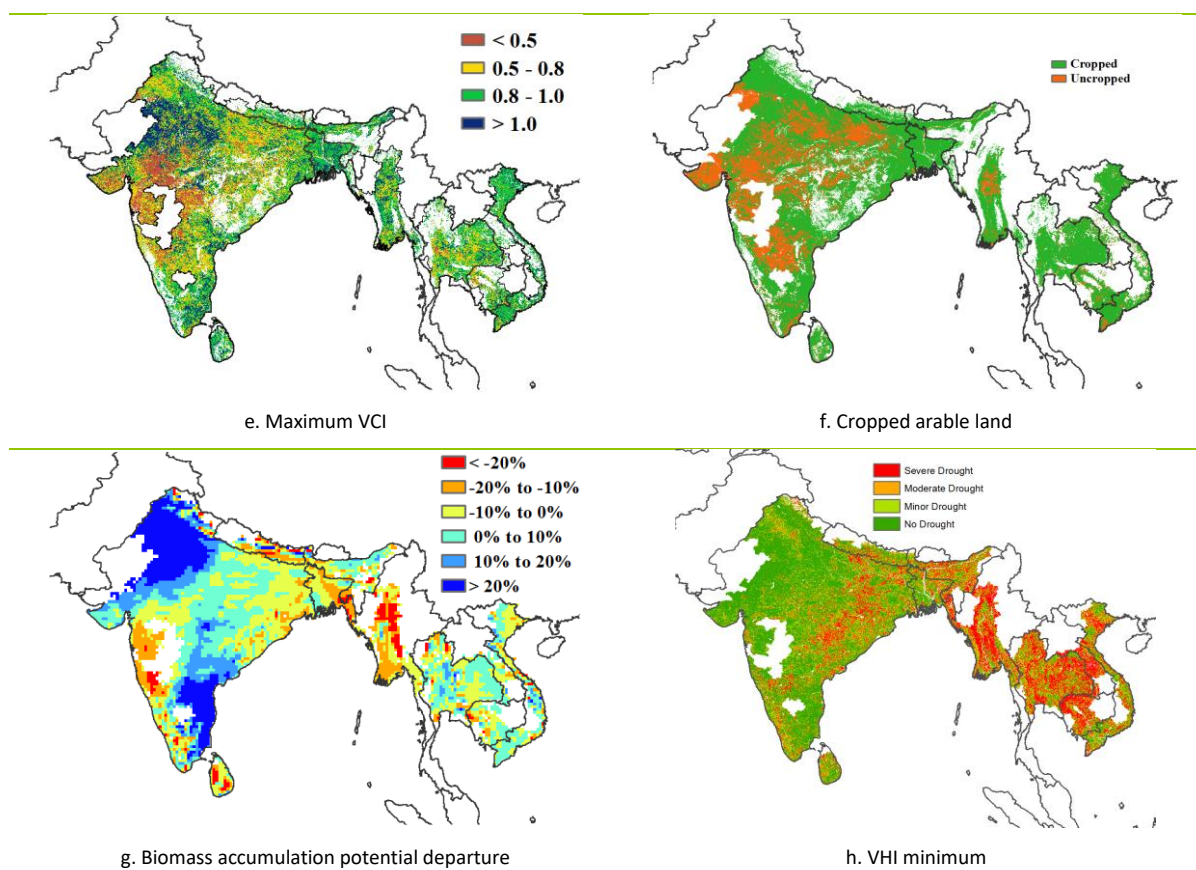 < 0.5
0.5 - 0.8
0.8 - 1.0
> 1.0
Cropped
Uncropped
e. Maximum VCI
f. Cropped arable land
< -20%
-20% to -10%
-10% to 0%
0% to 10%
10% to 20%
> 20%
Severe Drought
Moderate Drought
Minor Drought
No Drought
g. Biomass accumulation potential departure
h. VHI minimum